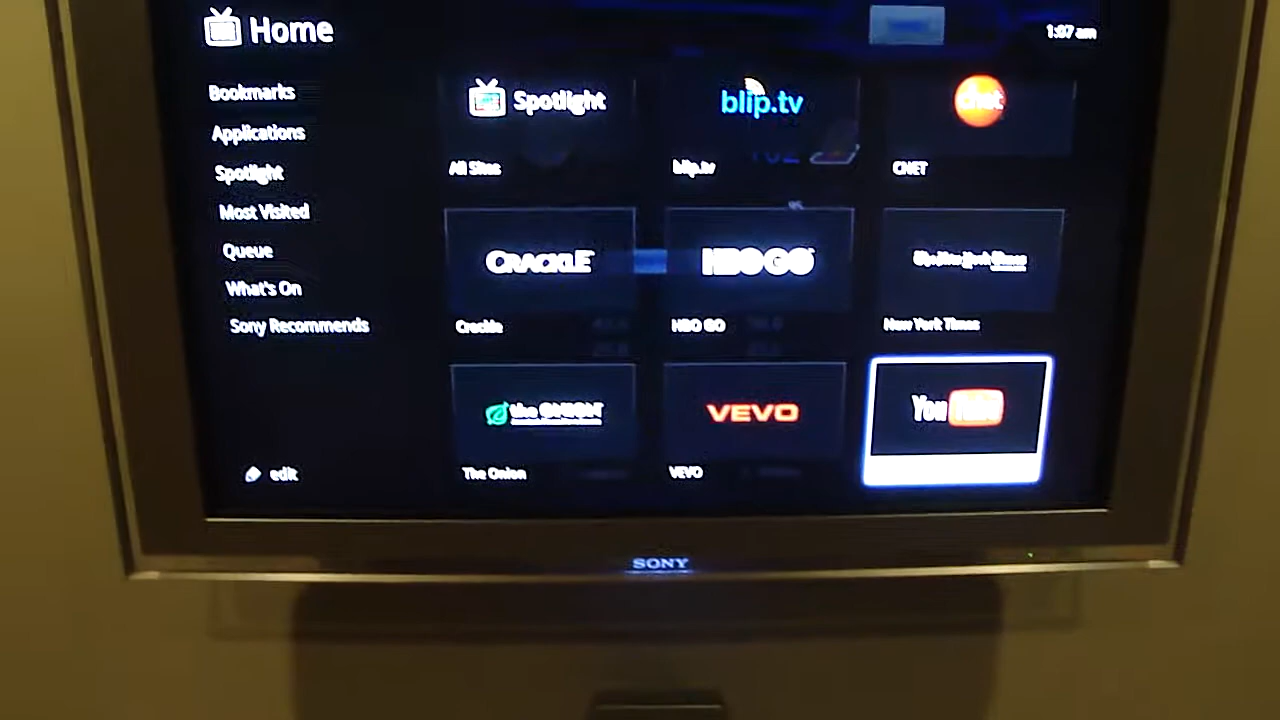 Home
1:07 am
Bookmarks
Applications
Spotlight
Most Visited
Queue
What's On
Sony Recommends
edit
Spotlight
All Sites
blip.tv
blip.tv
cnet
CNET
CRACKLE
Crackle
HBO GO
HBO GO
The New York Times
New York Times
the ONION
The Onion
VEVO
VEVO
YouTube
SONY